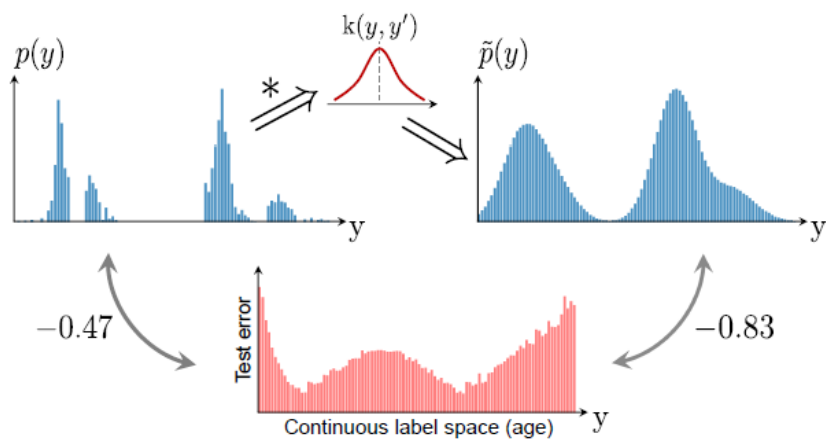 k(y, y′)
p(y)
*
p̃(y)
y
y
−0.47
Test error
−0.83
y
Continuous label space (age)